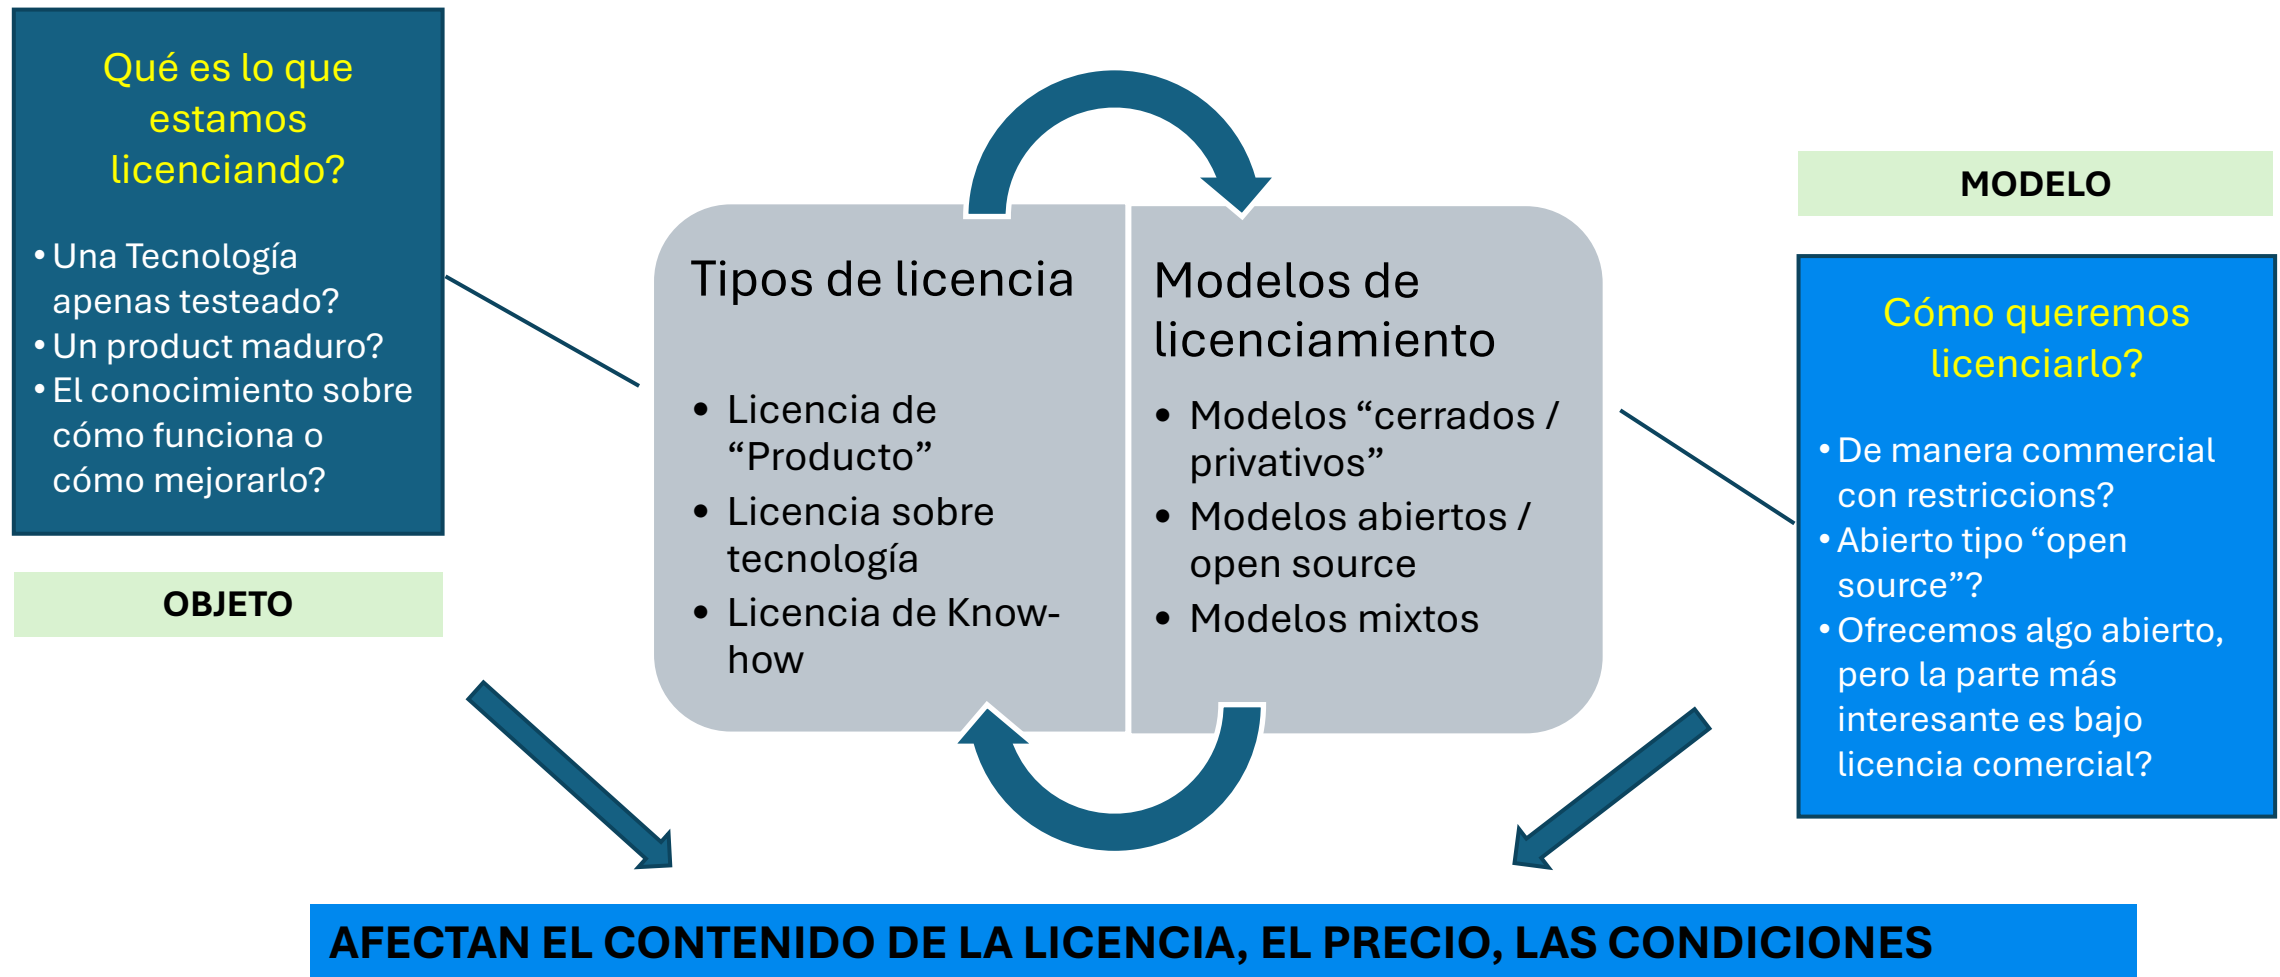 Qué es lo que
estamos
licenciando?
• Una Tecnología
apenas testeado?
• Un product maduro?
• El conocimiento sobre
cómo funciona o
cómo mejorarlo?
OBJETO
Tipos de licencia
• Licencia de
“Producto”
• Licencia sobre
tecnología
• Licencia de Know-
how
Modelos de
licenciamiento
• Modelos “cerrados /
privativos”
• Modelos abiertos /
open source
• Modelos mixtos
MODELO
Cómo queremos
licenciarlo?
• De manera commercial
con restriccions?
• Abierto tipo “open
source”?
• Ofrecemos algo abierto,
pero la parte más
interesante es bajo
licencia comercial?
AFECTAN EL CONTENIDO DE LA LICENCIA, EL PRECIO, LAS CONDICIONES